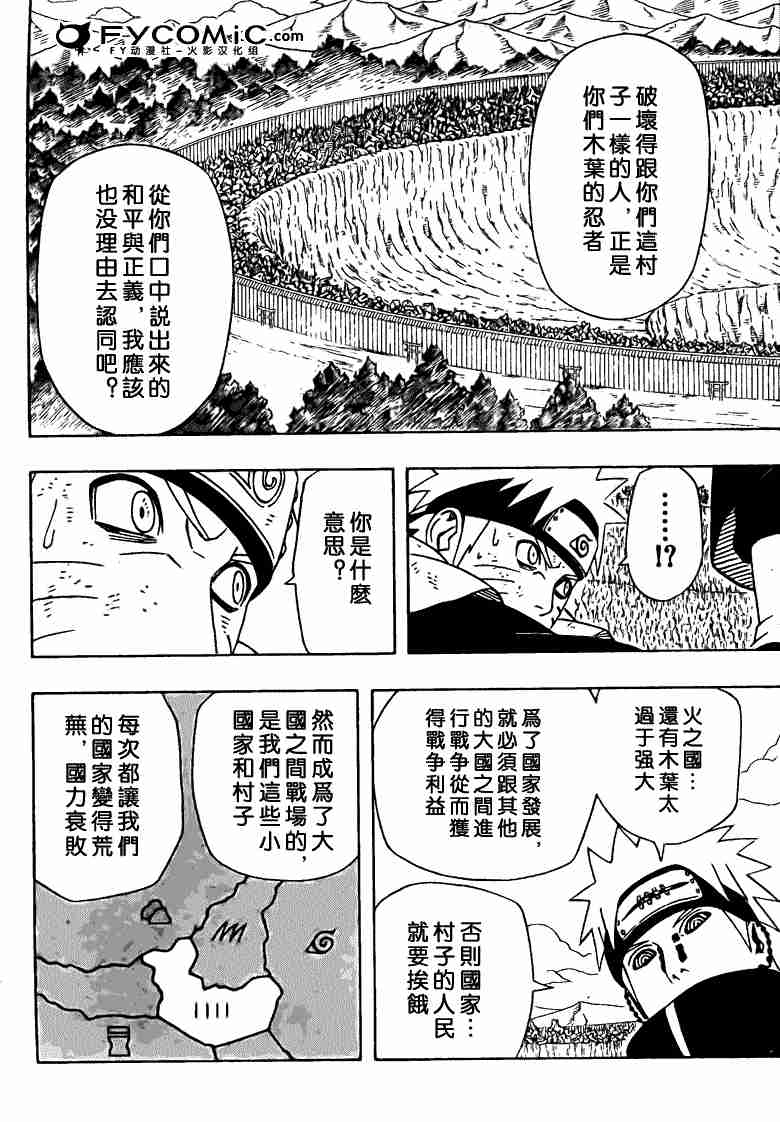 FYCOMIC.com
FY动漫社-火影汉化组
破壞得跟你們這村
子一樣的人，正是
你們木葉的忍者
從你們口中説出來的
和平與正義，我應該
也没理由去認同吧？
……!?
你是什麽
意思？
火之國…
還有木葉太
過于强大
爲了國家發展，
就必須跟其他
的大國之間進
行戰爭從而獲
得戰争利益
否則國家…
村子的人民
就要挨餓
然而成爲了大
國之間戰場的，
是我們這些小
國家和村子
每次都讓我們
的國家變得荒
蕪，國力衰敗